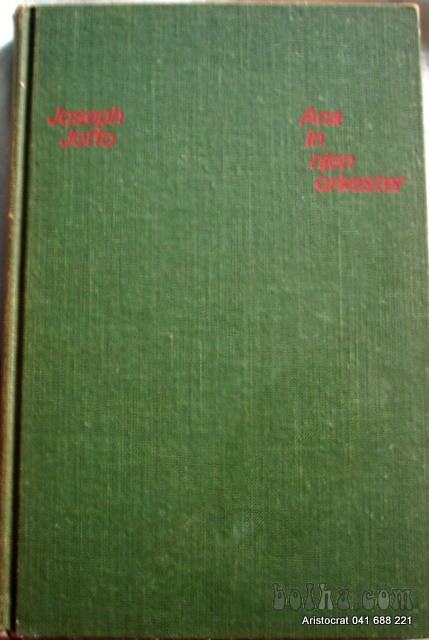 Joseph
Joffo
Ana
in
njen
orkester
bolha.com
Aristocrat 041 688 221